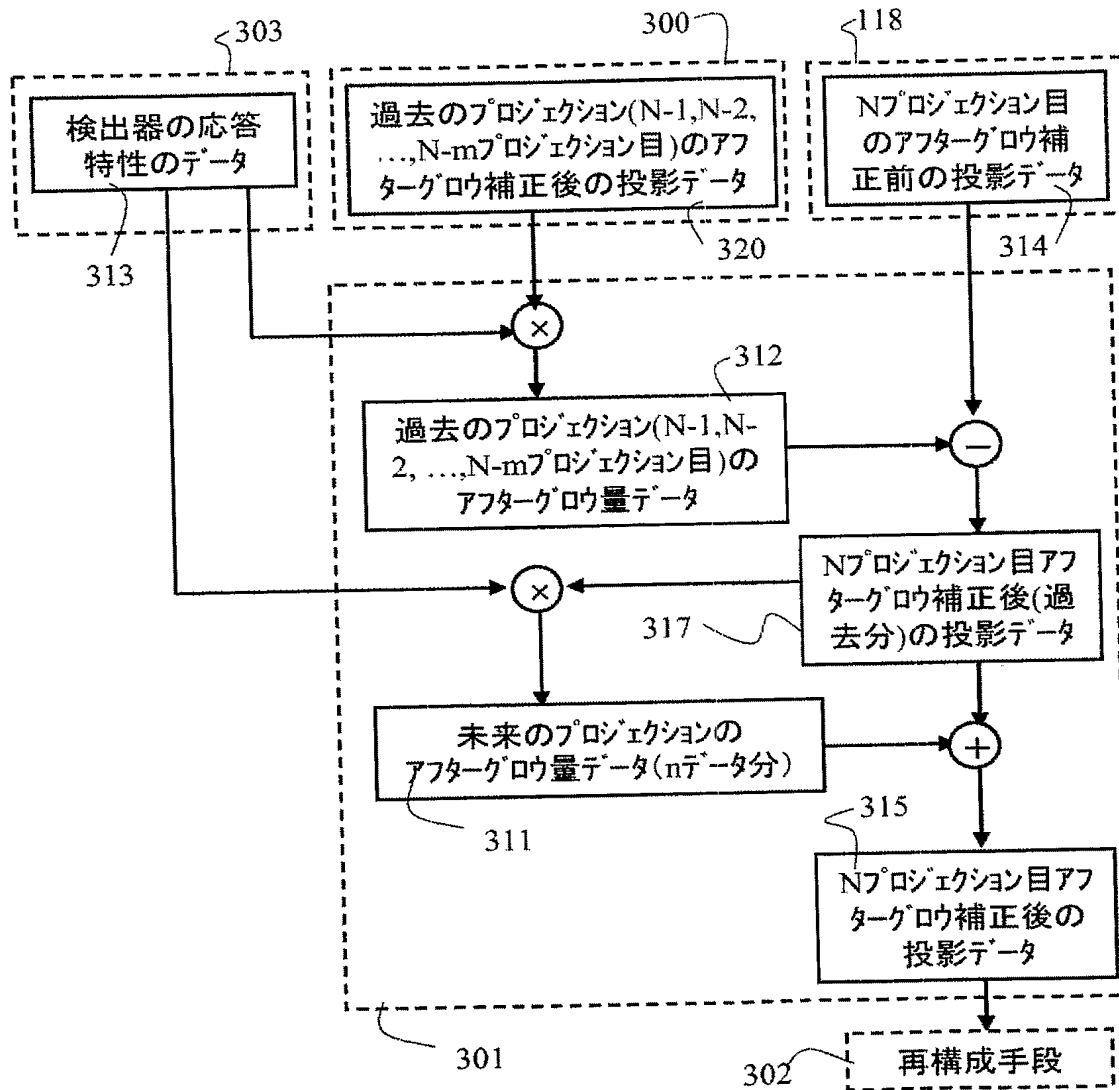 303
300
118
検出器の応答
特性のデータ
313
過去のプロジェクション(N-1,N-2,
…,N-mプロジェクション目)のアフ
ターグロウ補正後の投影データ
320
Nプロジェクション目
のアフターグロウ補
正前の投影データ
314
×
312
過去のプロジェクション(N-1,N-
2, …,N-mプロジェクション目)の
アフターグロウ量データ
−
Nプロジェクション目アフ
ターグロウ補正後(過
去分)の投影データ
317
×
未来のプロジェクションの
アフターグロウ量データ(nデータ分)
311
+
315
Nプロジェクション目アフ
ターグロウ補正後の
投影データ
301
302
再構成手段